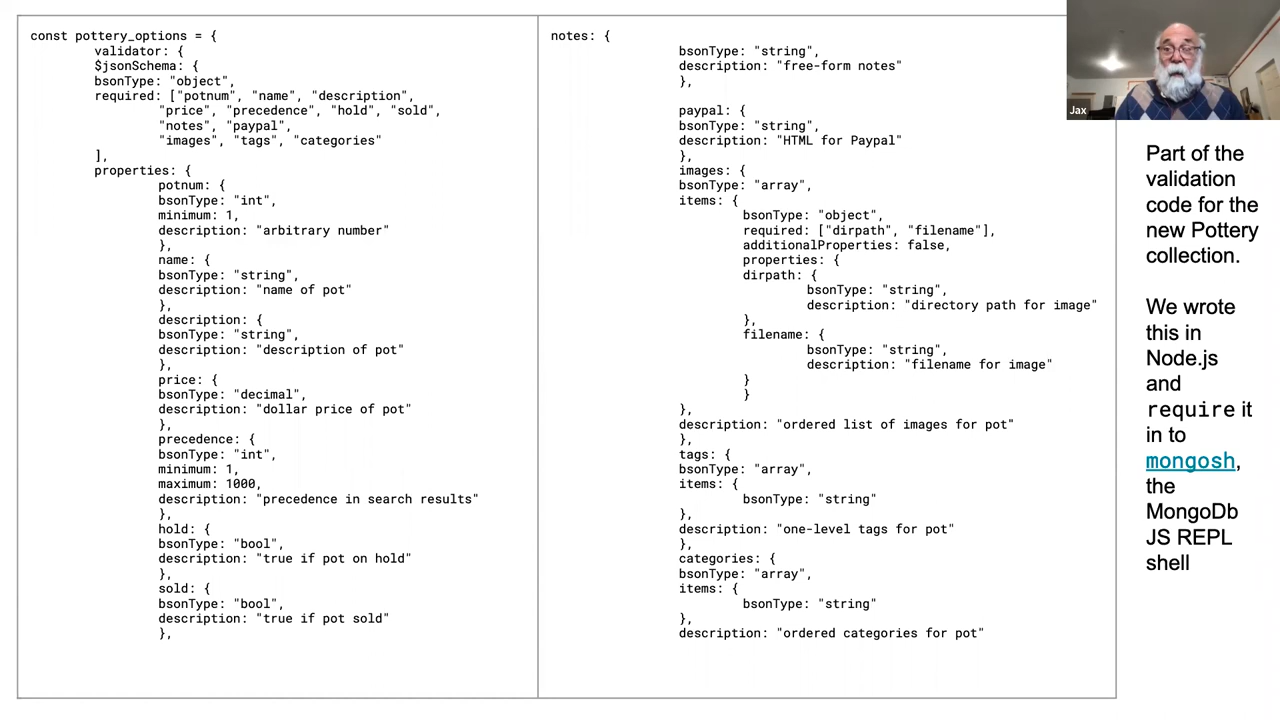 const pottery_options = {
validator: {
$jsonSchema: {
bsonType: "object",
required: ["potnum", "name", "description",
"price", "precedence", "hold", "sold",
"notes", "paypal",
"images", "tags", "categories"
],
properties: {
potnum: {
bsonType: "int",
minimum: 1,
description: "arbitrary number"
},
name: {
bsonType: "string",
description: "name of pot"
},
description: {
bsonType: "string",
description: "description of pot"
},
price: {
bsonType: "decimal",
description: "dollar price of pot"
},
precedence: {
bsonType: "int",
minimum: 1,
maximum: 1000,
description: "precedence in search results"
},
hold: {
bsonType: "bool",
description: "true if pot on hold"
},
sold: {
bsonType: "bool",
description: "true if pot sold"
},
notes: {
bsonType: "string",
description: "free-form notes"
},
paypal: {
bsonType: "string",
description: "HTML for Paypal"
},
images: {
bsonType: "array",
items: {
bsonType: "object",
required: ["dirpath", "filename"],
additionalProperties: false,
properties: {
dirpath: {
bsonType: "string",
description: "directory path for image"
},
filename: {
bsonType: "string",
description: "filename for image"
}
}
},
description: "ordered list of images for pot"
},
tags: {
bsonType: "array",
items: {
bsonType: "string"
},
description: "one-level tags for pot"
},
categories: {
bsonType: "array",
items: {
bsonType: "string"
},
description: "ordered categories for pot"
Jax
Part of the
validation
code for the
new Pottery
collection.
We wrote
this in
Node.js
and
require it
in to
mongosh,
the
MongoDb
JS REPL
shell